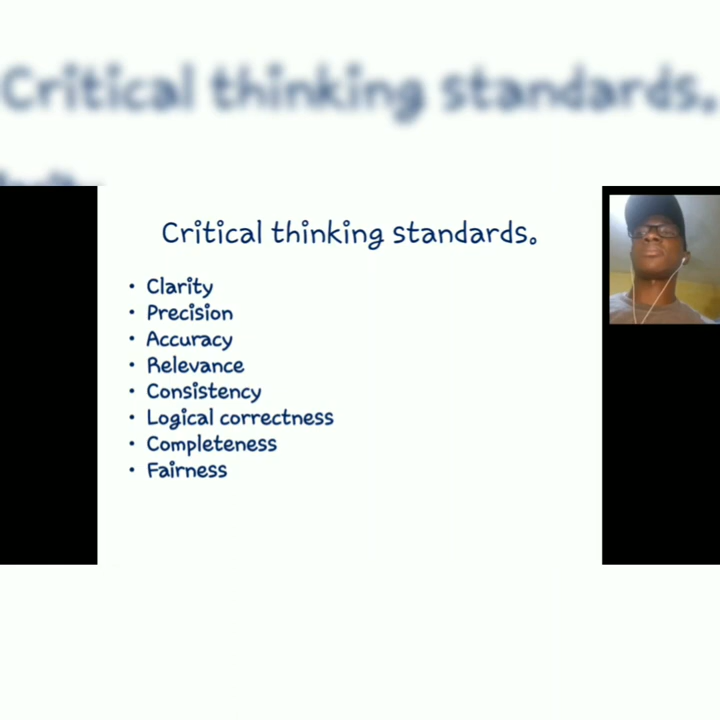 Critical thinking standards.
Critical thinking standards.
• Clarity
• Precision
• Accuracy
• Relevance
• Consistency
• Logical correctness
• Completeness
• Fairness